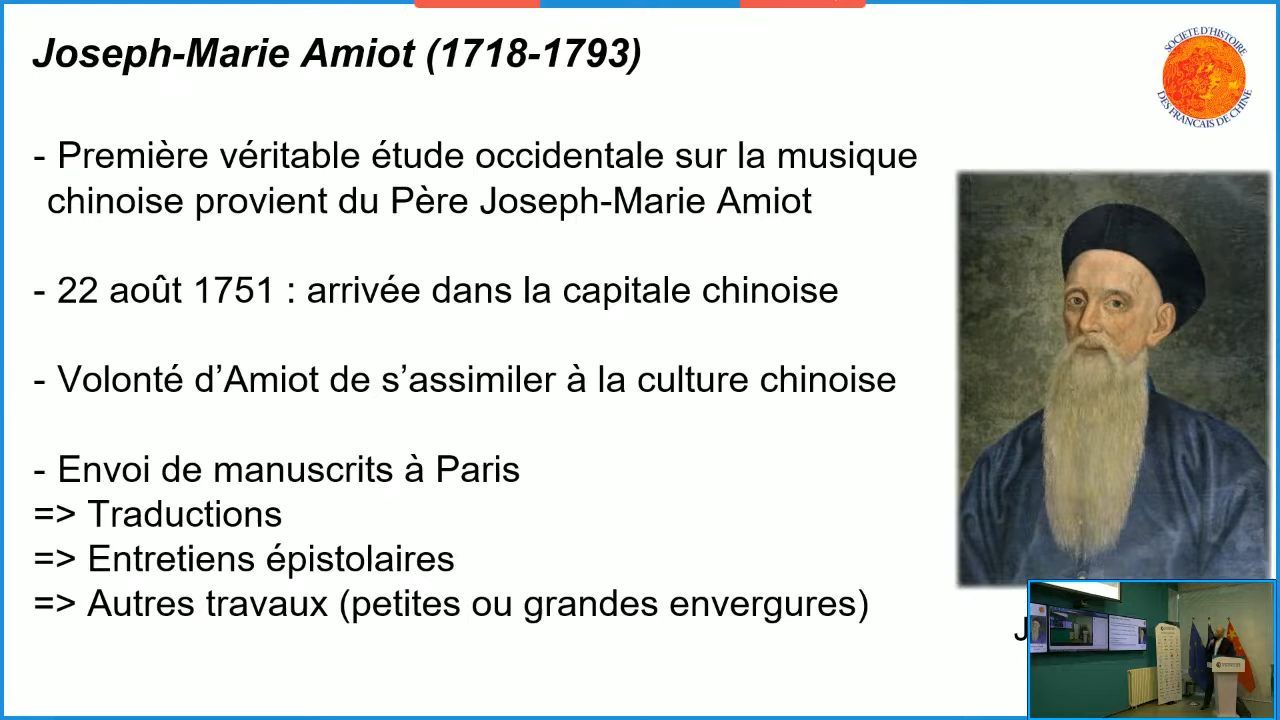 Joseph-Marie Amiot (1718-1793)
SOCIETE D'HISTOIRE
DES FRANCAIS DE CHINE
- Première véritable étude occidentale sur la musique
chinoise provient du Père Joseph-Marie Amiot
- 22 août 1751 : arrivée dans la capitale chinoise
- Volonté d’Amiot de s’assimiler à la culture chinoise
- Envoi de manuscrits à Paris
=> Traductions
=> Entretiens épistolaires
=> Autres travaux (petites ou grandes envergures)
J